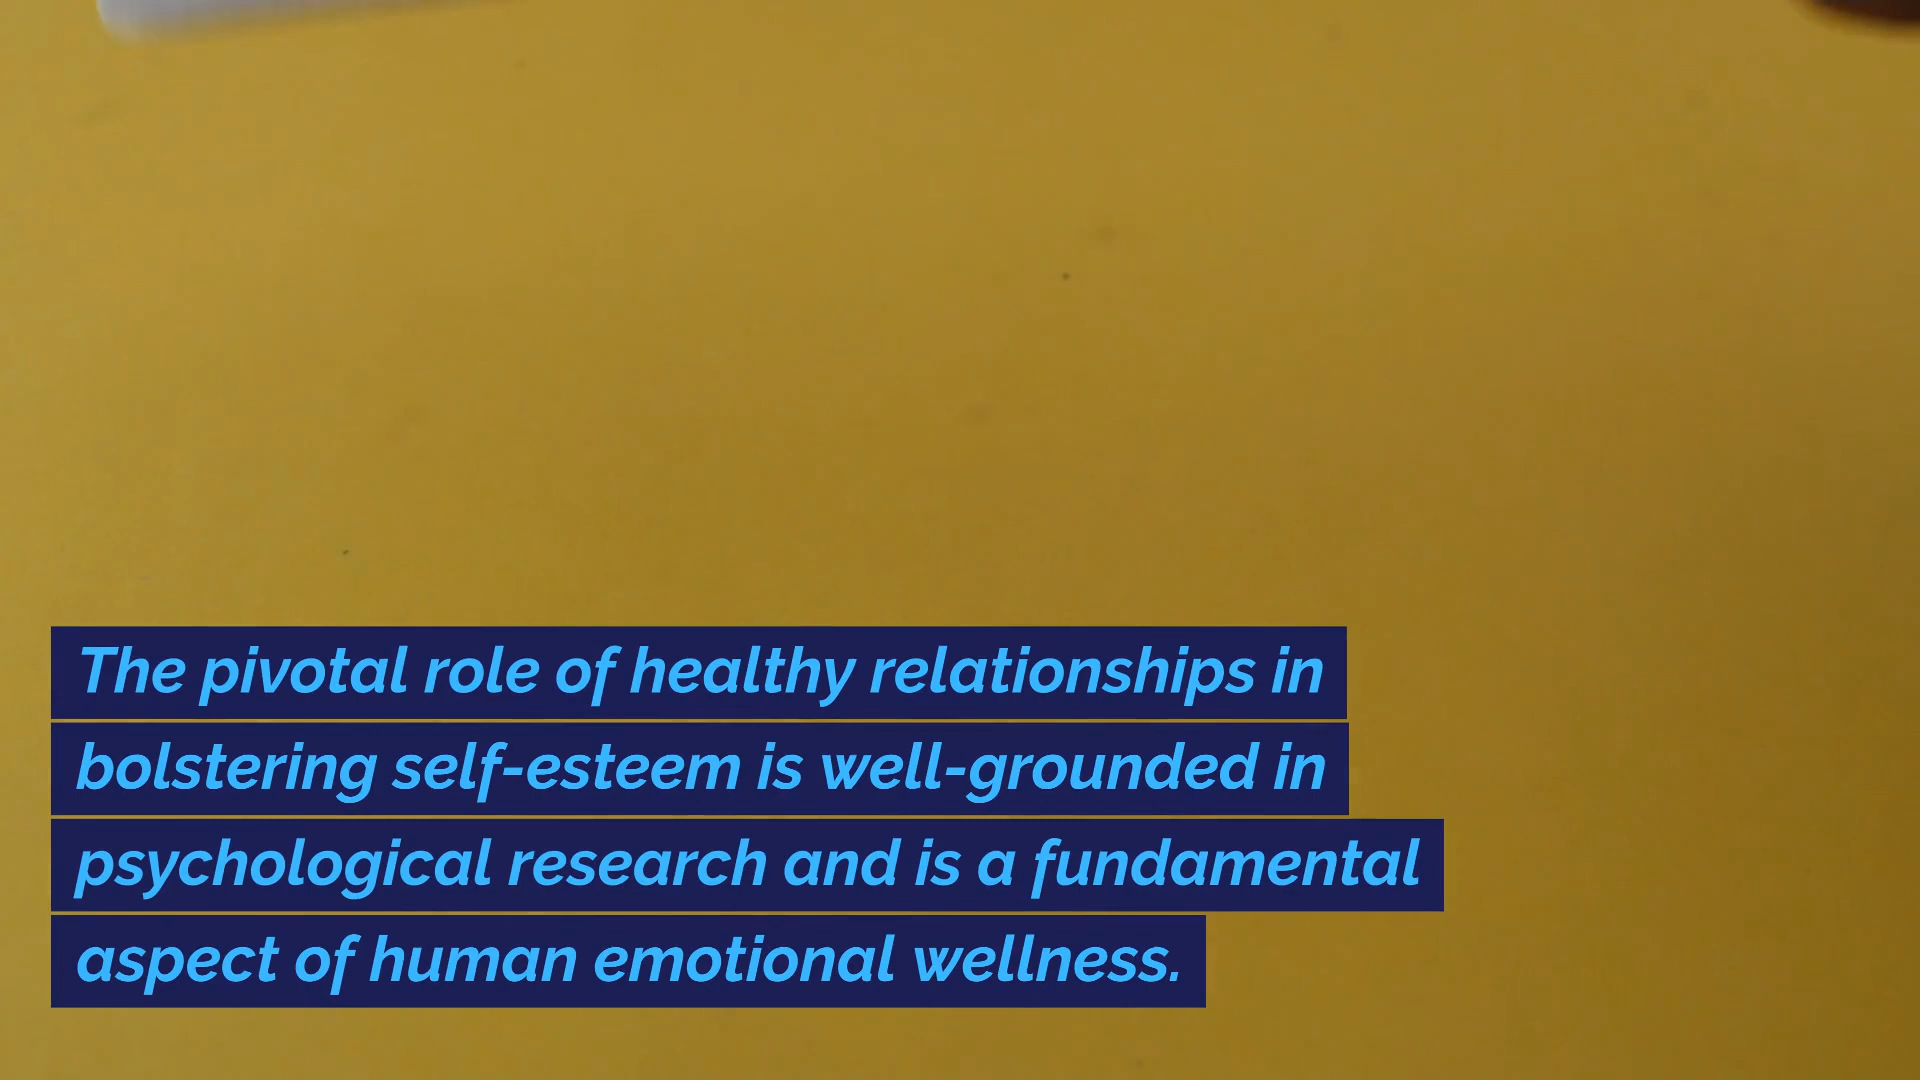 The pivotal role of healthy relationships in
bolstering self-esteem is well-grounded in
psychological research and is a fundamental
aspect of human emotional wellness.